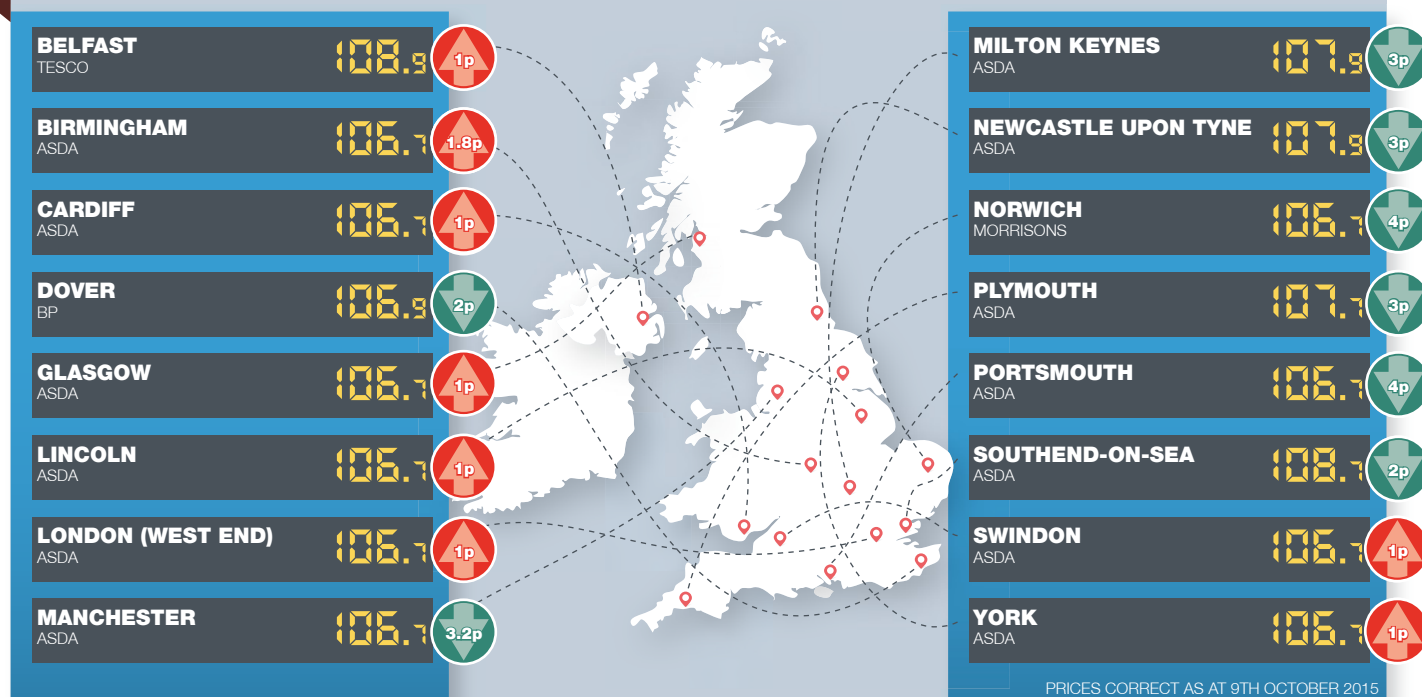 BELFAST
TESCO
108.9
1p
BIRMINGHAM
ASDA
106.7
1.8p
CARDIFF
ASDA
106.7
1p
DOVER
BP
106.9
2p
GLASGOW
ASDA
106.7
1p
LINCOLN
ASDA
106.7
1p
LONDON (WEST END)
ASDA
106.7
1p
MANCHESTER
ASDA
106.7
3.2p
MILTON KEYNES
ASDA
107.9
3p
NEWCASTLE UPON TYNE
ASDA
107.9
3p
NORWICH
MORRISONS
106.7
4p
PLYMOUTH
ASDA
107.7
3p
PORTSMOUTH
ASDA
106.7
4p
SOUTHEND-ON-SEA
ASDA
108.7
2p
SWINDON
ASDA
106.7
1p
YORK
ASDA
106.7
1p
PRICES CORRECT AS AT 9TH OCTOBER 2015